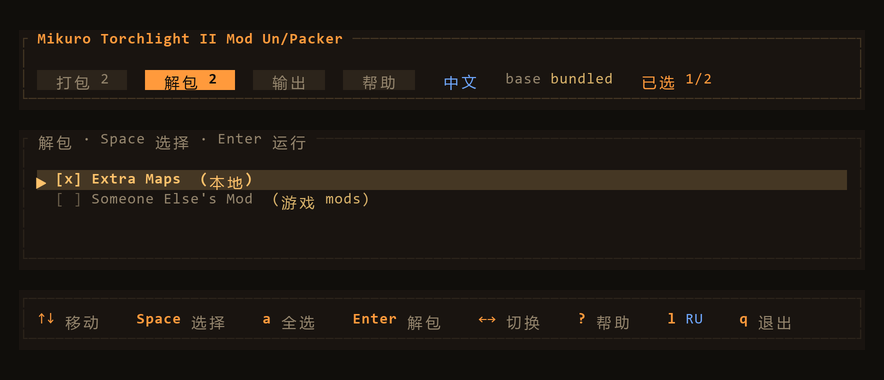 Mikuro Torchlight II Mod Un/Packer
打包 2 解包 2 输出 帮助 中文 base bundled 已选 1/2
解包 · Space 选择 · Enter 运行
▶ [x] Extra Maps (本地)
[ ] Someone Else's Mod (游戏 mods)
↑↓ 移动 Space 选择 a 全选 Enter 解包 ←→ 切换 ? 帮助 l RU q 退出